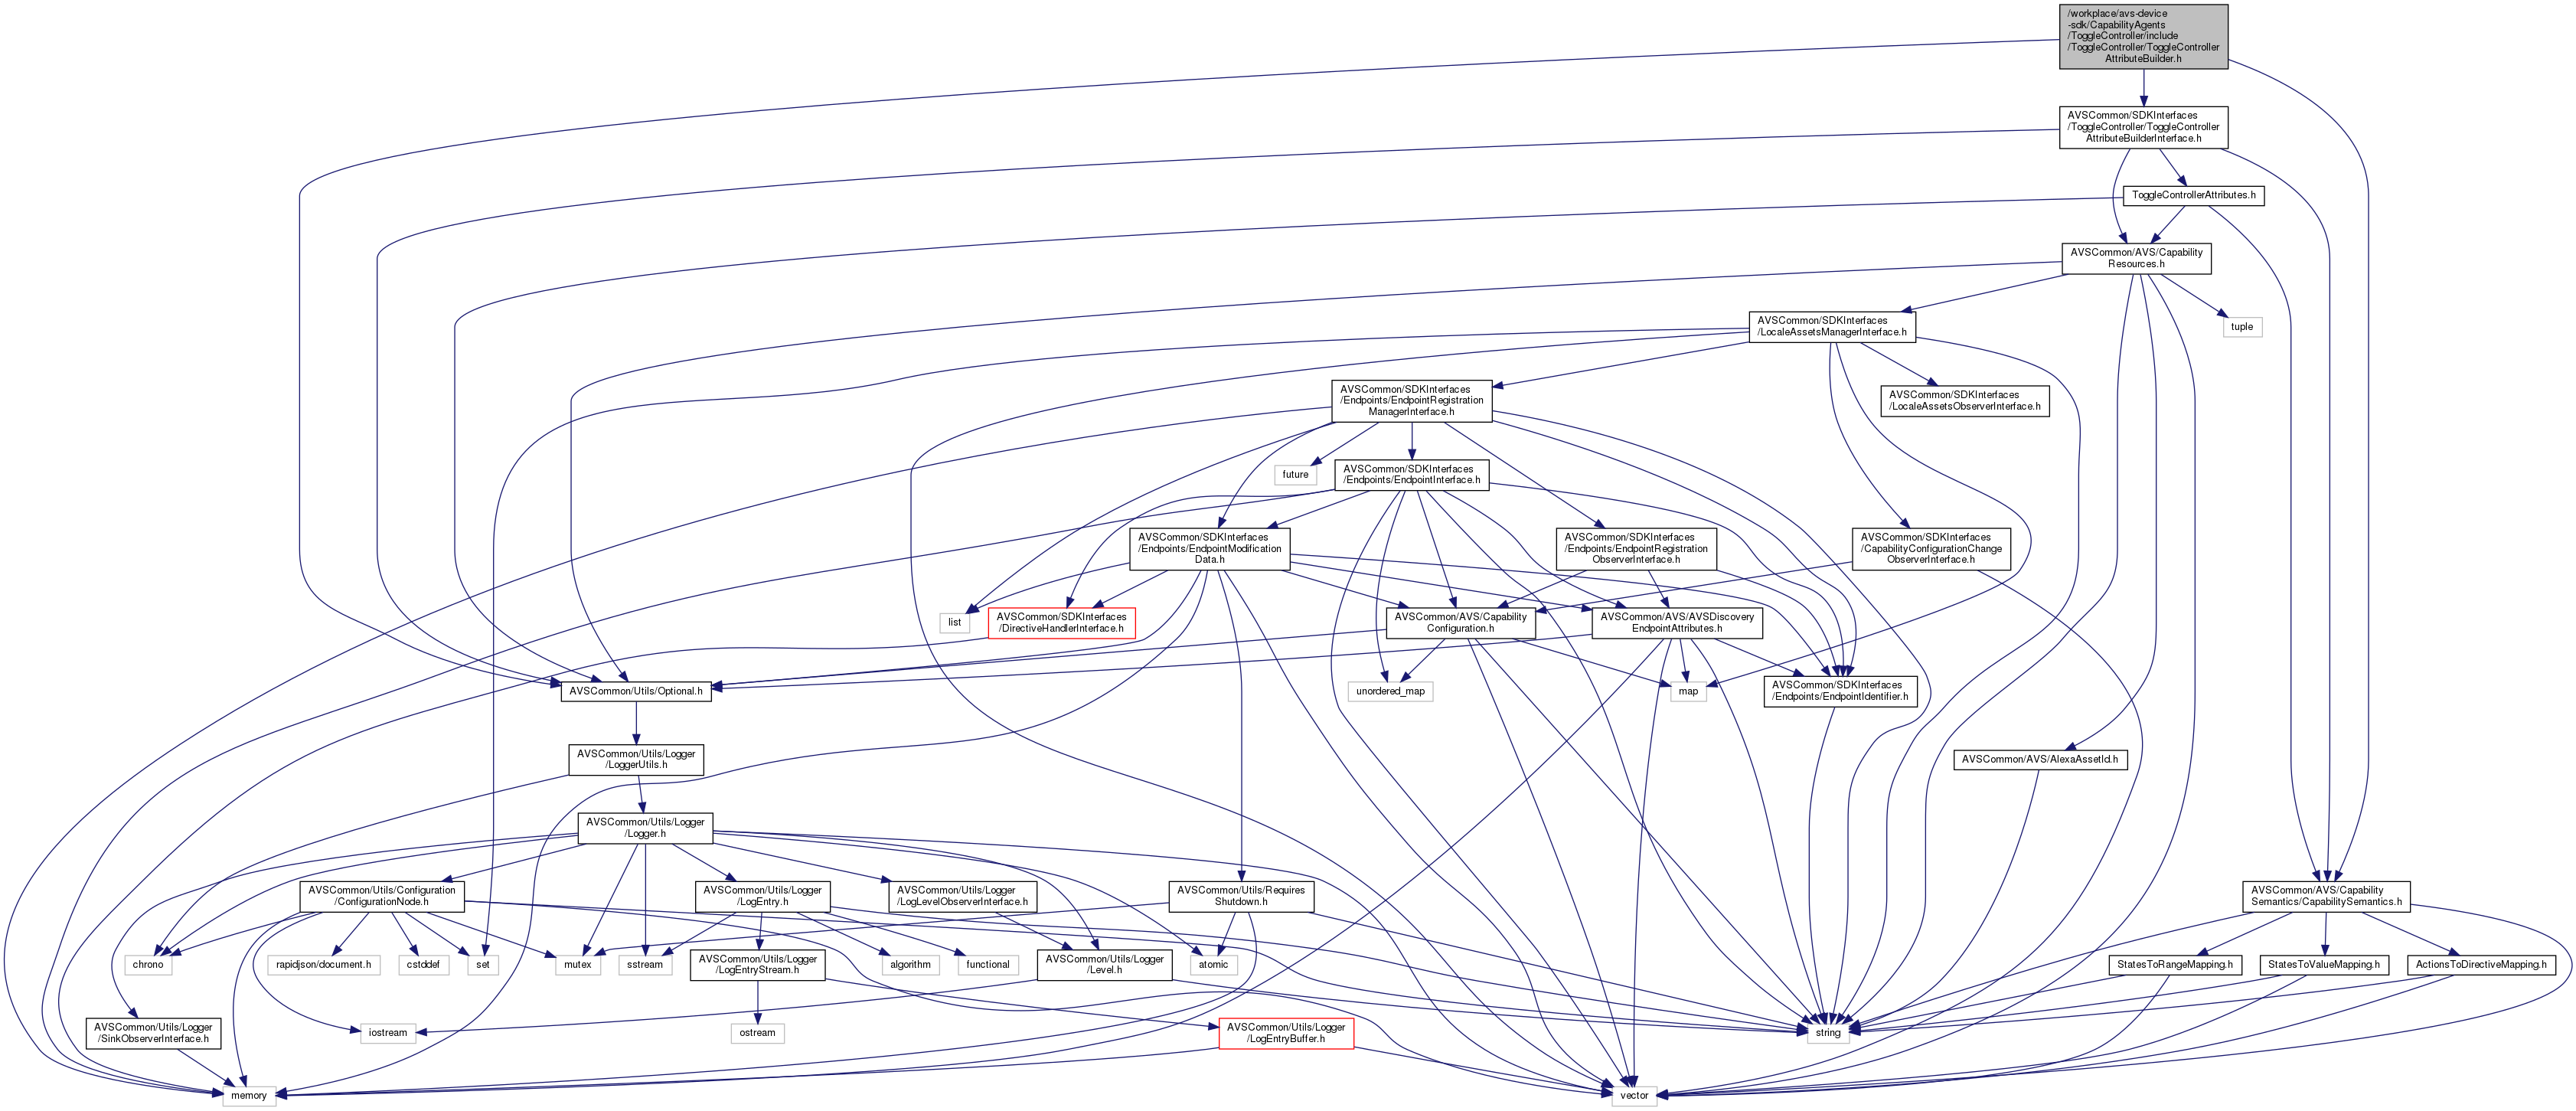 /workplace/avs-device
-sdk/CapabilityAgents
/ToggleController/include
/ToggleController/ToggleController
AttributeBuilder.h
AVSCommon/SDKInterfaces
/ToggleController/ToggleController
AttributeBuilderInterface.h
ToggleControllerAttributes.h
AVSCommon/AVS/Capability
Resources.h
AVSCommon/SDKInterfaces
/LocaleAssetsManagerInterface.h
tuple
AVSCommon/SDKInterfaces
/Endpoints/EndpointRegistration
ManagerInterface.h
AVSCommon/SDKInterfaces
/LocaleAssetsObserverInterface.h
future
AVSCommon/SDKInterfaces
/Endpoints/EndpointInterface.h
AVSCommon/SDKInterfaces
/Endpoints/EndpointModification
Data.h
AVSCommon/SDKInterfaces
/Endpoints/EndpointRegistration
ObserverInterface.h
AVSCommon/SDKInterfaces
/CapabilityConfigurationChange
ObserverInterface.h
list
AVSCommon/SDKInterfaces
/DirectiveHandlerInterface.h
AVSCommon/AVS/Capability
Configuration.h
AVSCommon/AVS/AVSDiscovery
EndpointAttributes.h
AVSCommon/Utils/Optional.h
unordered_map
map
AVSCommon/SDKInterfaces
/Endpoints/EndpointIdentifier.h
AVSCommon/Utils/Logger
/LoggerUtils.h
AVSCommon/AVS/AlexaAssetId.h
AVSCommon/Utils/Logger
/Logger.h
AVSCommon/Utils/Configuration
/ConfigurationNode.h
AVSCommon/Utils/Logger
/LogEntry.h
AVSCommon/Utils/Logger
/LogLevelObserverInterface.h
AVSCommon/Utils/Requires
Shutdown.h
AVSCommon/AVS/Capability
Semantics/CapabilitySemantics.h
chrono
rapidjson/document.h
cstddef
set
mutex
sstream
AVSCommon/Utils/Logger
/LogEntryStream.h
algorithm
functional
AVSCommon/Utils/Logger
/Level.h
atomic
StatesToRangeMapping.h
StatesToValueMapping.h
ActionsToDirectiveMapping.h
AVSCommon/Utils/Logger
/SinkObserverInterface.h
iostream
ostream
AVSCommon/Utils/Logger
/LogEntryBuffer.h
string
memory
vector